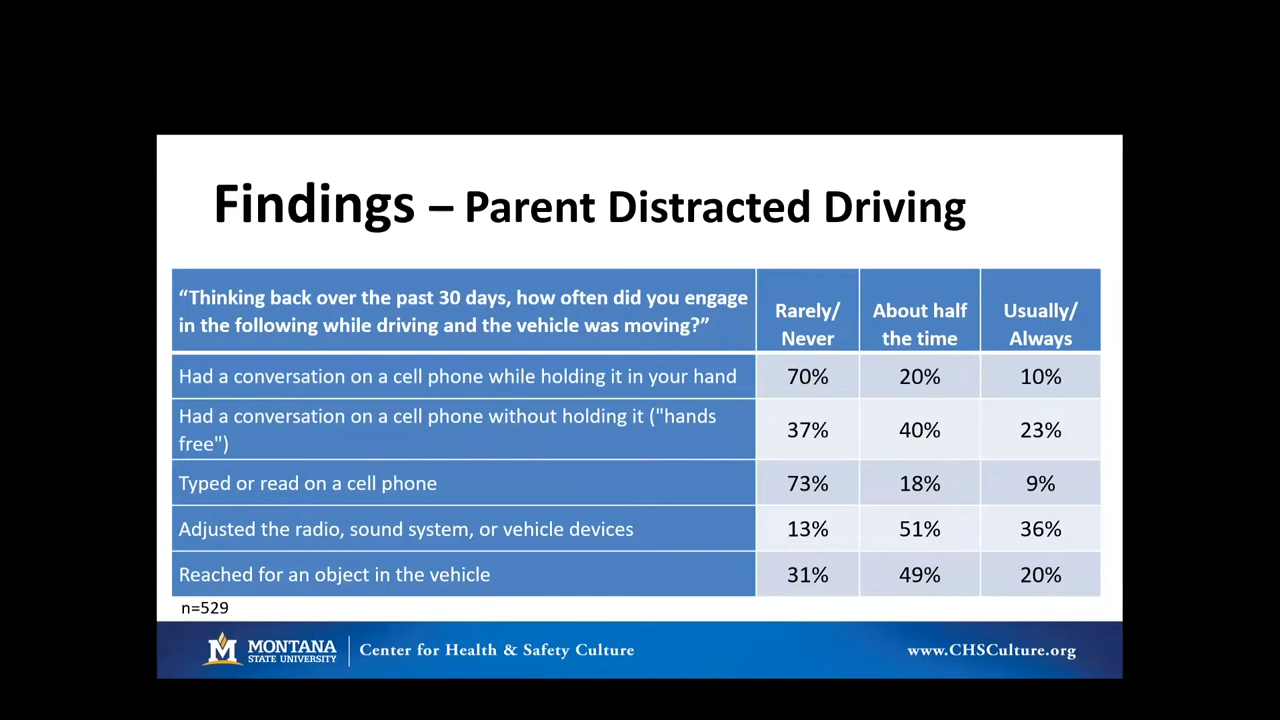 Findings – Parent Distracted Driving
“Thinking back over the past 30 days, how often did you engage
in the following while driving and the vehicle was moving?”
Rarely/
Never
About half
the time
Usually/
Always
Had a conversation on a cell phone while holding it in your hand
70%
20%
10%
Had a conversation on a cell phone without holding it ("hands
free")
37%
40%
23%
Typed or read on a cell phone
73%
18%
9%
Adjusted the radio, sound system, or vehicle devices
13%
51%
36%
Reached for an object in the vehicle
31%
49%
20%
n=529
M
MONTANA
STATE UNIVERSITY
Center for Health & Safety Culture
www.CHSCulture.org